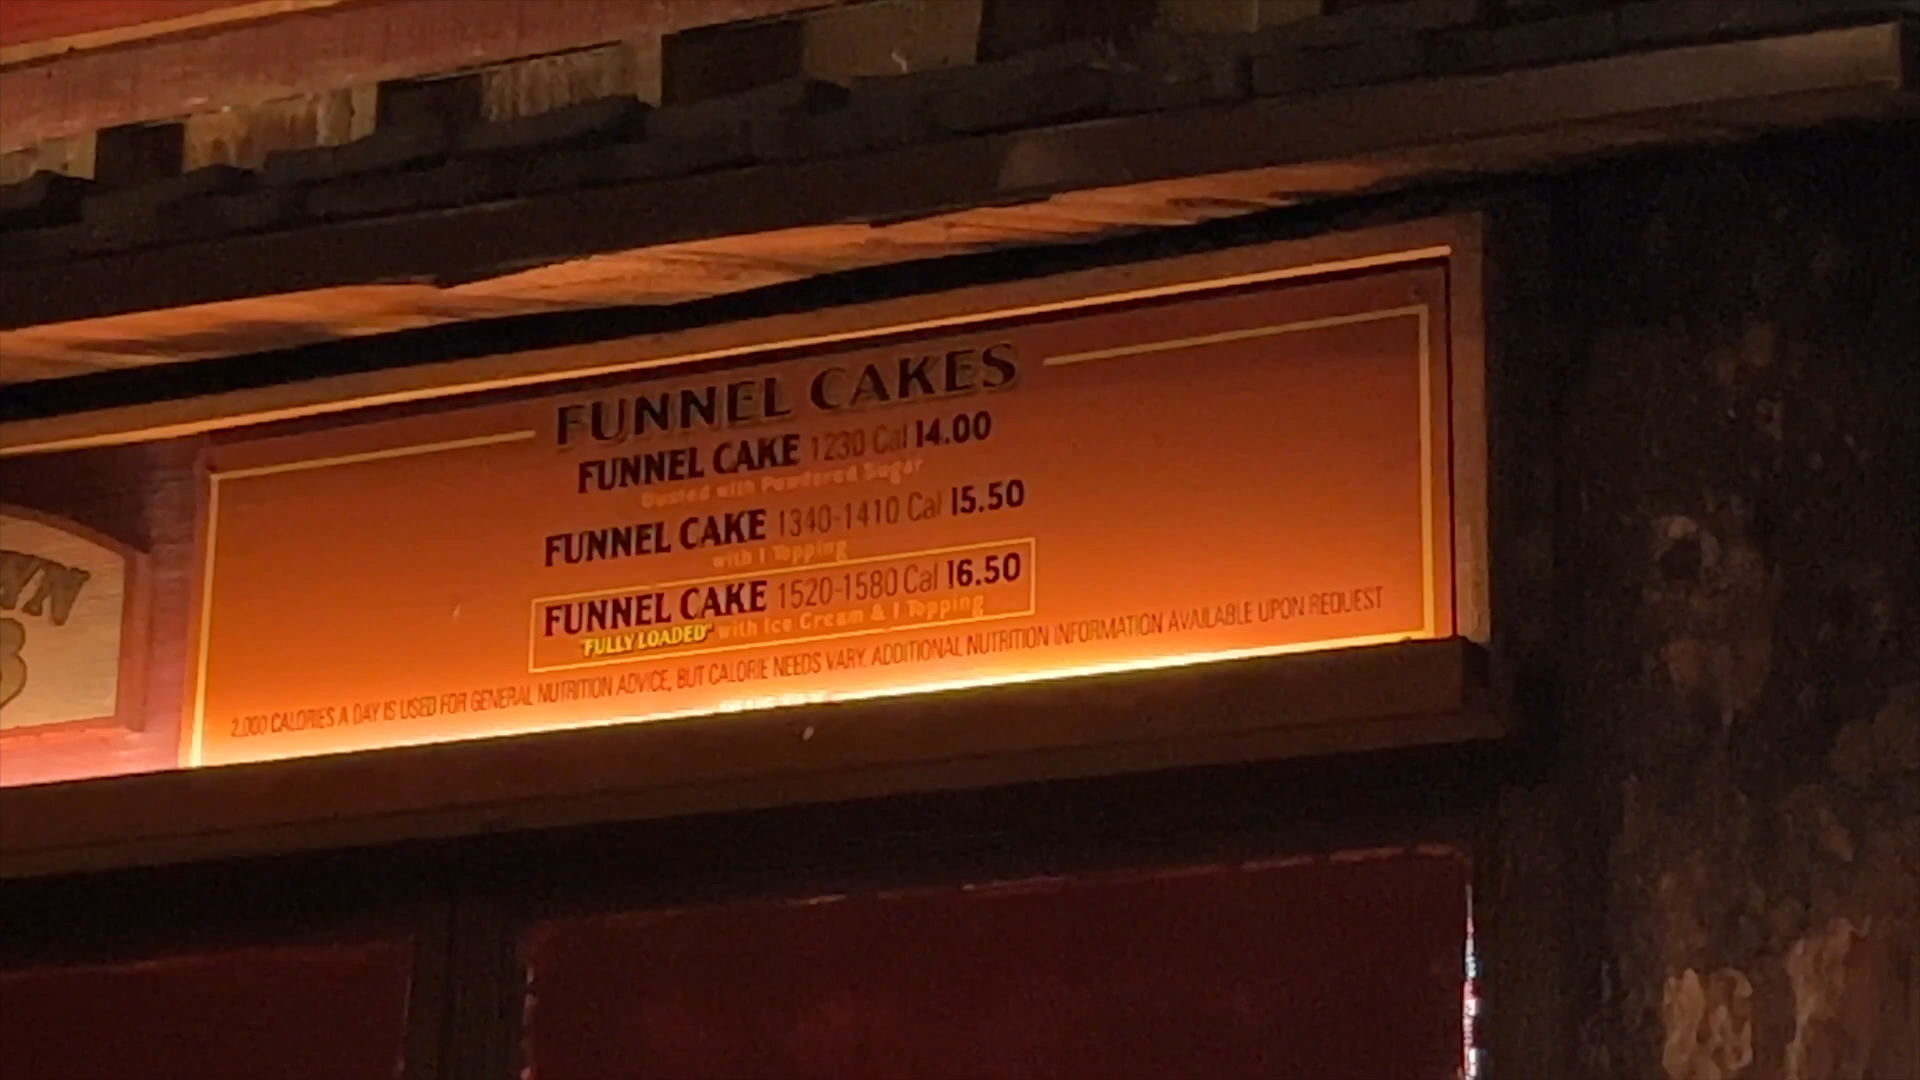 FUNNEL CAKES
FUNNEL CAKE 1230 Cal 14.00
Dusted with Powdered Sugar
FUNNEL CAKE 1340-1410 Cal 15.50
with 1 Topping
FUNNEL CAKE 1520-1580 Cal 16.50
"FULLY LOADED" with Ice Cream & 1 Topping
2,000 CALORIES A DAY IS USED FOR GENERAL NUTRITION ADVICE, BUT CALORIE NEEDS VARY. ADDITIONAL NUTRITION INFORMATION AVAILABLE UPON REQUEST